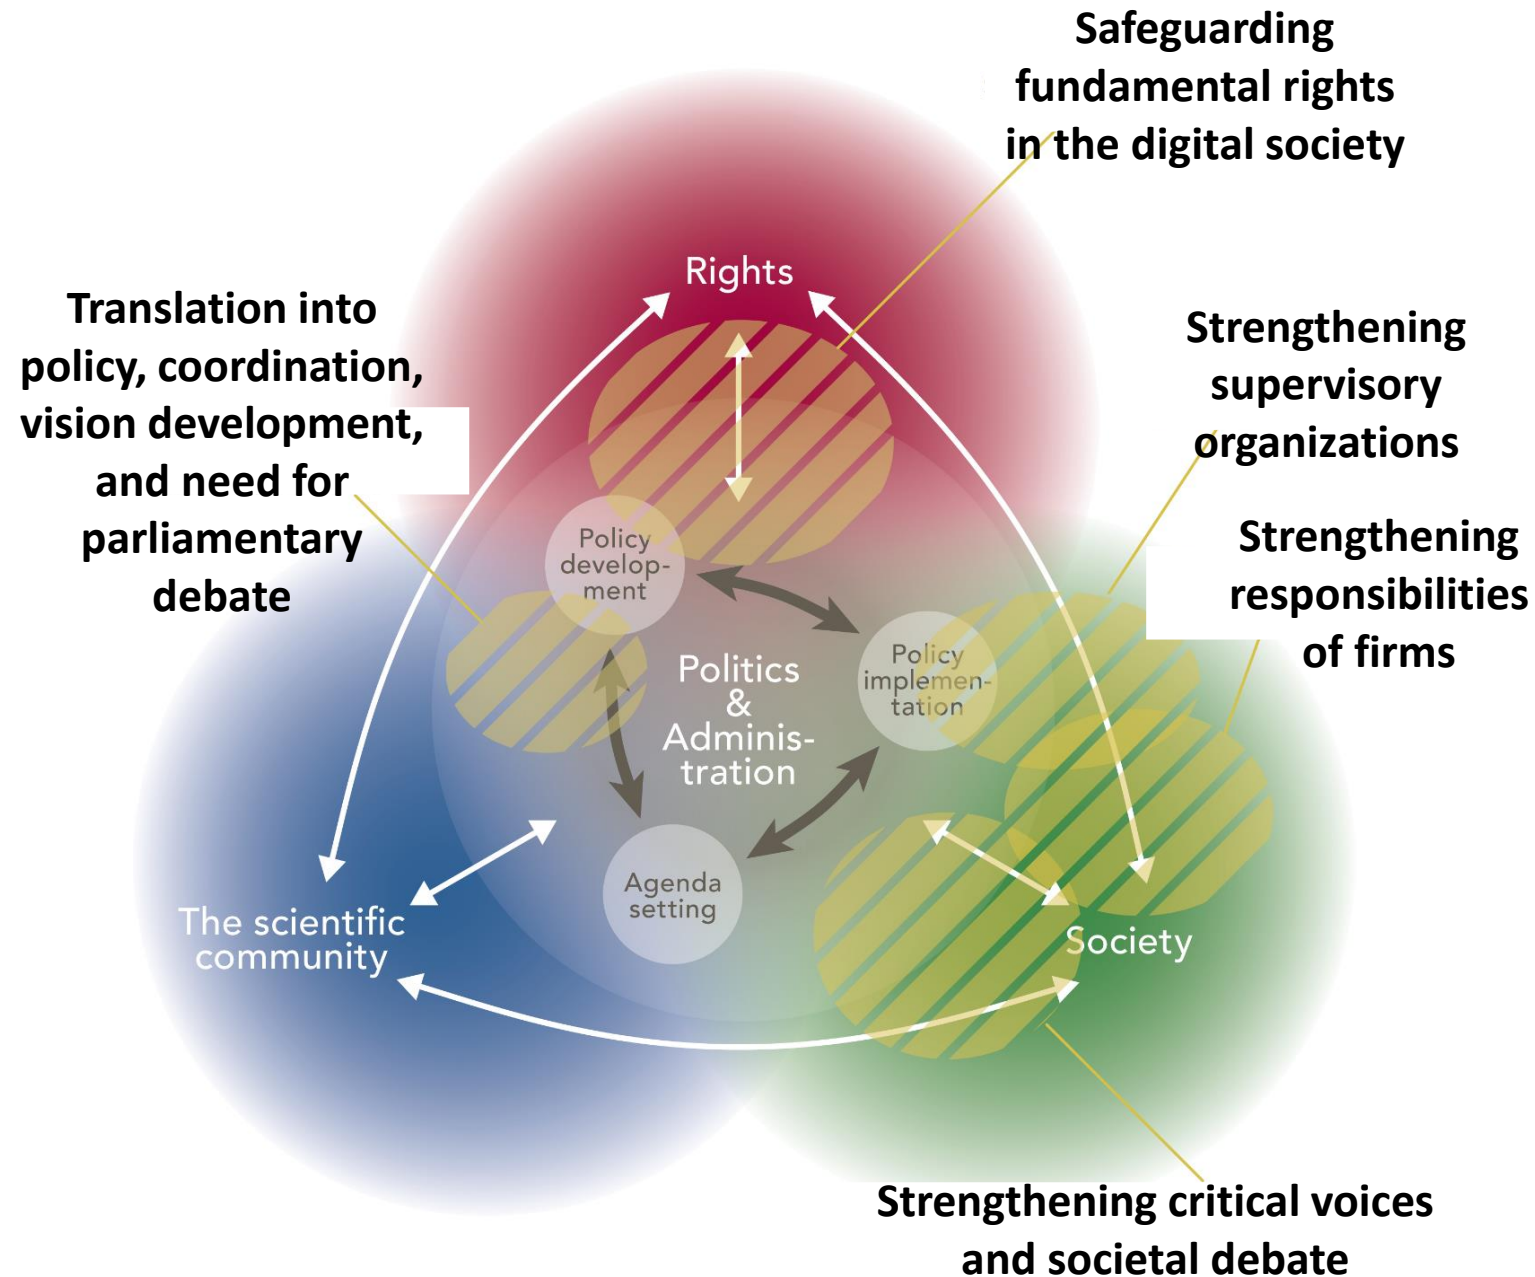 Safeguarding
fundamental rights
in the digital society
Rights
Translation into
policy, coordination,
vision development,
and need for
parliamentary
debate
Strengthening
supervisory
organizations
Strengthening
responsibilities
of firms
Policy
develop-
ment
Policy
implemen-
tation
Politics
&
Adminis-
tration
Agenda
setting
The scientific
community
Society
Strengthening critical voices
and societal debate